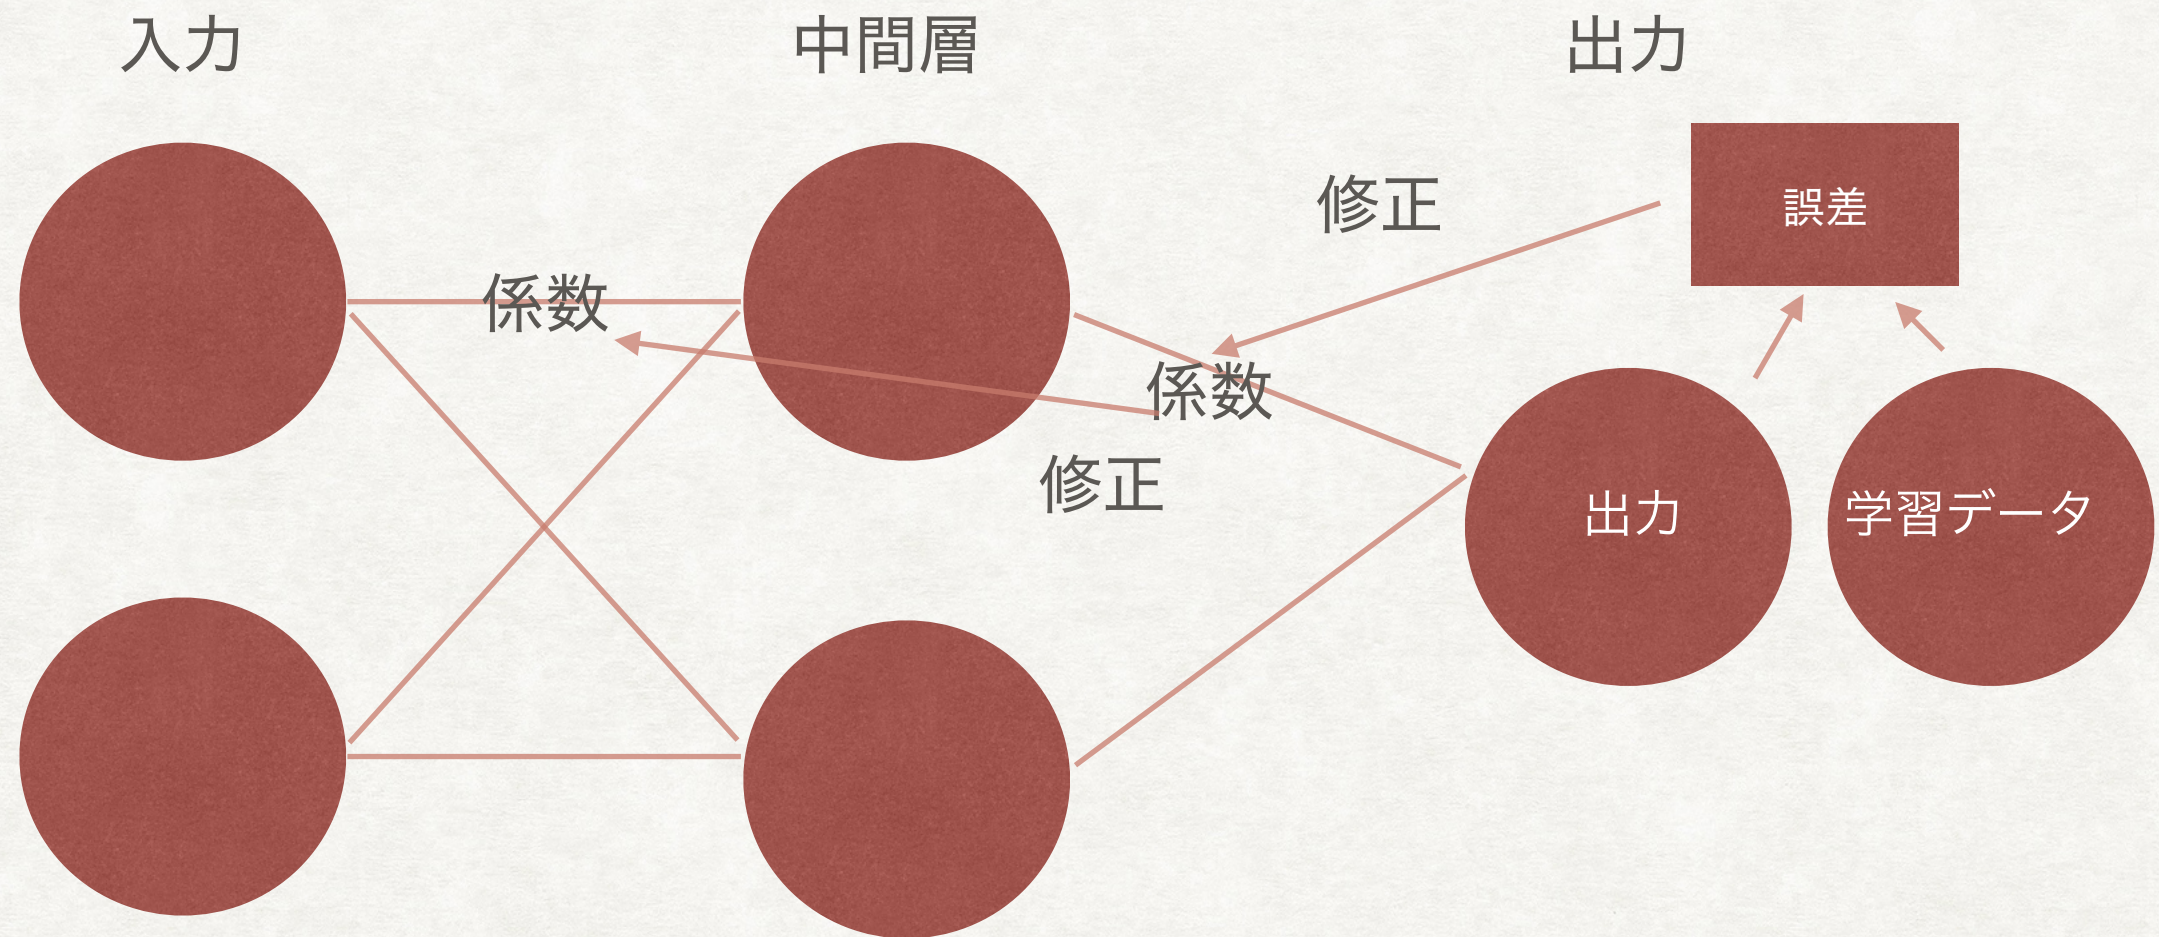 入力
中間層
出力
誤差
修正
係数
係数
修正
出力
学習データ